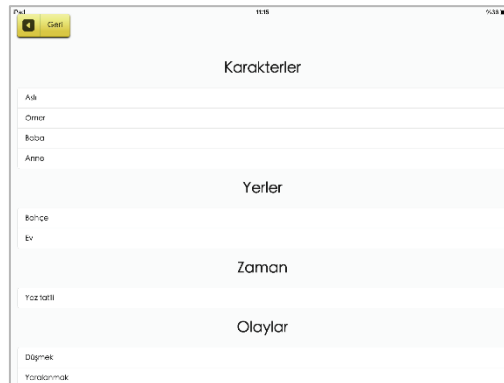 iPad 11:15 %38
Geri
Karakterler
Aslı
Ömer
Baba
Anne
Yerler
Bahçe
Ev
Zaman
Yaz tatili
Olaylar
Düşmek
Yaralanmak